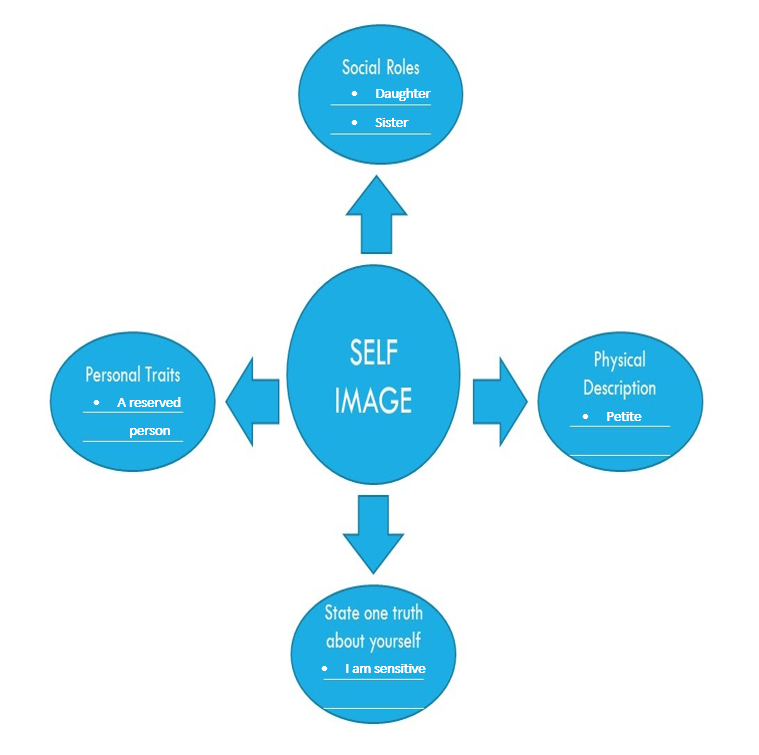 Social Roles
• Daughter
• Sister
SELF
IMAGE
Personal Traits
• A reserved
person
Physical
Description
• Petite
State one truth
about yourself
• I am sensitive